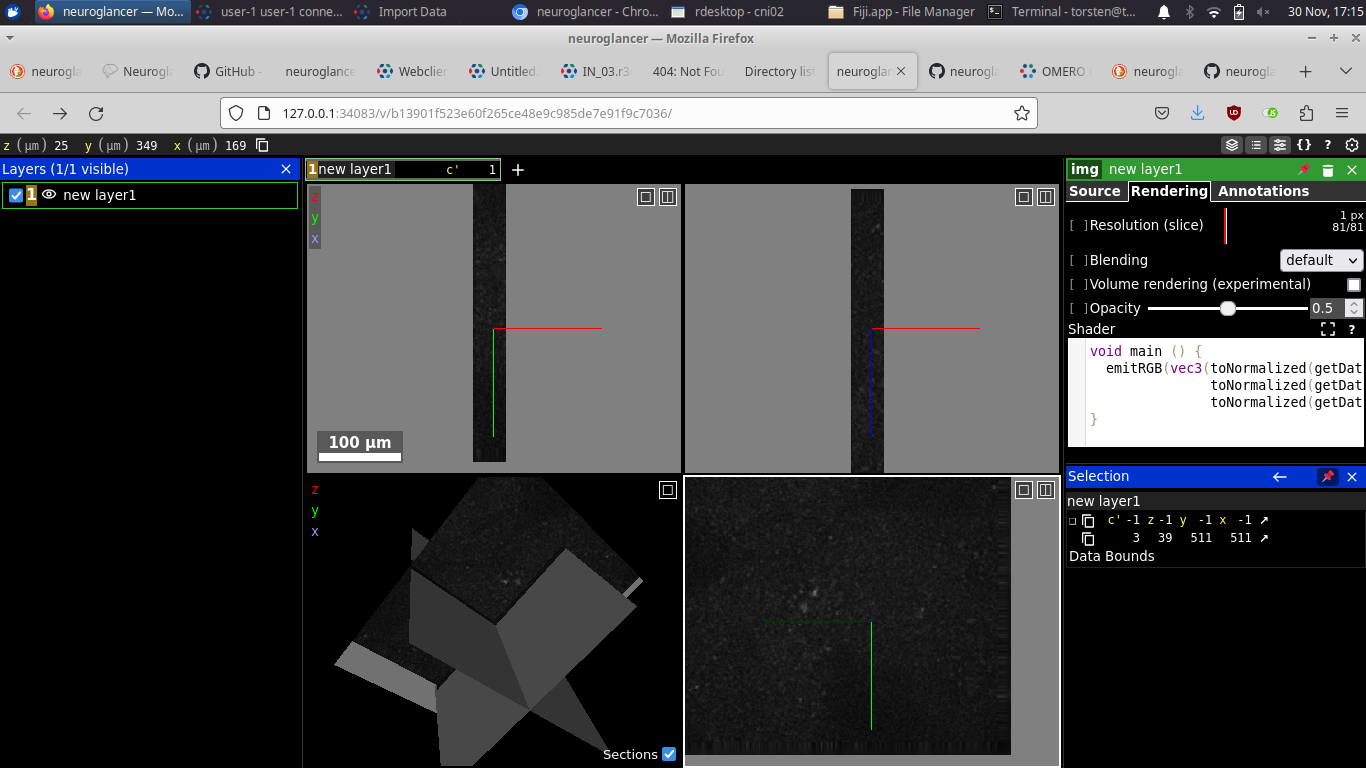 neuroglancer — Mo... user-1 user-1 conne... Import Data neuroglancer - Chro... rdesktop - cni02 Fiji.app - File Manager Terminal - torsten@t... 30 Nov, 17:15
neuroglancer — Mozilla Firefox
neurogla Neurogl GitHub - neuroglance Webclier Untitled. IN_03.r3 404: Not Fou Directory list neuroglan neurogla OMERO neurogla neurogl
127.0.0.1:34083/v/b13901f523e60f265ce48e9c985de7e91f9c7036/
z (μm) 25 y (μm) 349 x (μm) 169 {} ?
Layers (1/1 visible)
1 new layer1
1 new layer1 c' 1 +
z
y
x
100 μm
z
y
x
Sections
img new layer1
Source Rendering Annotations
[ ] Resolution (slice) 1 px
81/81
[ ] Blending default
[ ] Volume rendering (experimental)
[ ] Opacity 0.5
Shader ?
void main () {
emitRGB(vec3(toNormalized(getDat
toNormalized(getDat
toNormalized(getDat
}
Selection
new layer1
c' -1 z -1 y -1 x -1
3 39 511 511
Data Bounds